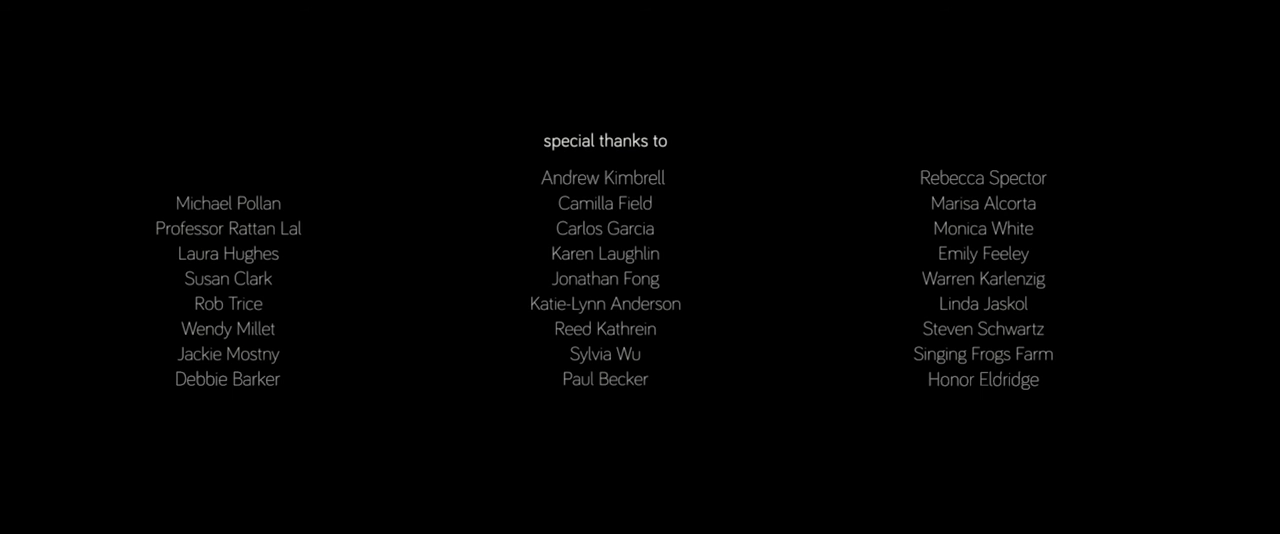 special thanks to
Michael Pollan
Professor Rattan Lal
Laura Hughes
Susan Clark
Rob Trice
Wendy Millet
Jackie Mostny
Debbie Barker
Andrew Kimbrell
Camilla Field
Carlos Garcia
Karen Laughlin
Jonathan Fong
Katie-Lynn Anderson
Reed Kathrein
Sylvia Wu
Paul Becker
Rebecca Spector
Marisa Alcorta
Monica White
Emily Feeley
Warren Karlenzig
Linda Jaskol
Steven Schwartz
Singing Frogs Farm
Honor Eldridge